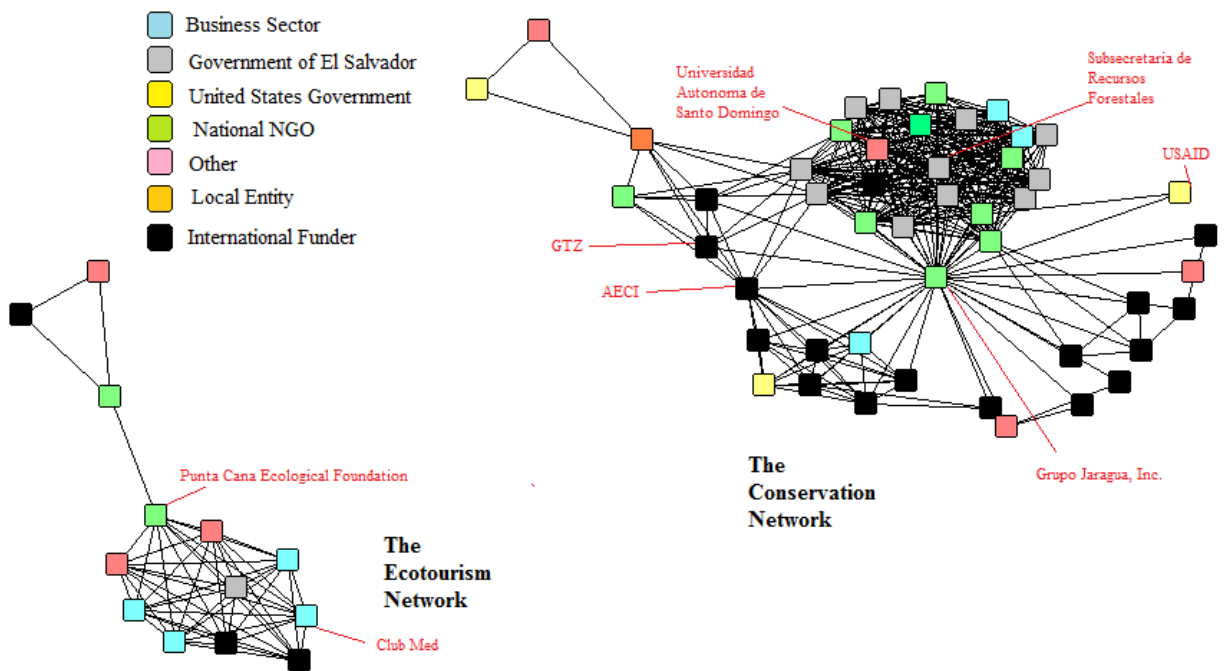 Business Sector
Government of El Salvador
United States Government
National NGO
Other
Local Entity
International Funder
Universidad
Autonoma de
Santo Domingo
Subsecretaria de
Recursos
Forestales
USAID
GTZ
AECI
Grupo Jaragua, Inc.
The
Conservation
Network
Punta Cana Ecological Foundation
The
Ecotourism
Network
Club Med